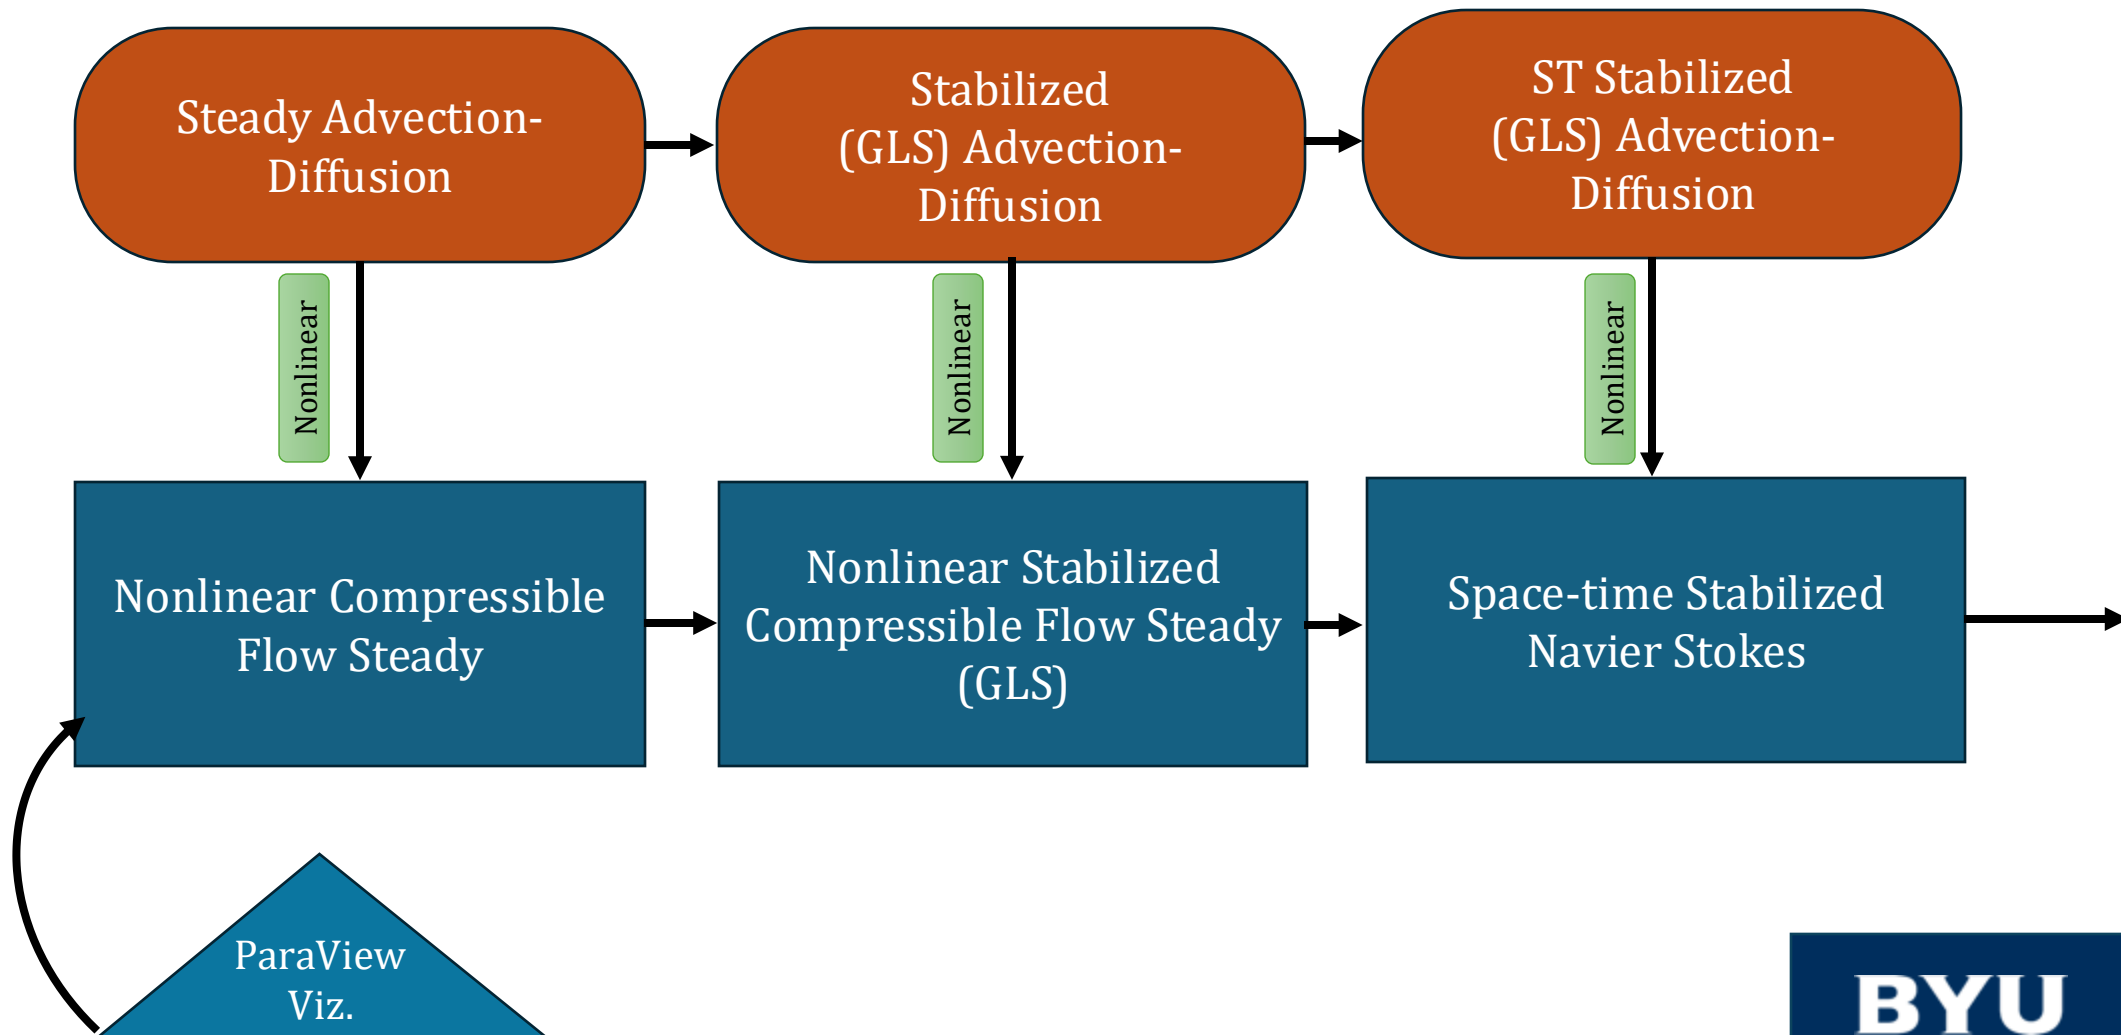 Steady Advection-
Diffusion
Stabilized
(GLS) Advection-
Diffusion
ST Stabilized
(GLS) Advection-
Diffusion
Nonlinear
Nonlinear
Nonlinear
Nonlinear Compressible
Flow Steady
Nonlinear Stabilized
Compressible Flow Steady
(GLS)
Space-time Stabilized
Navier Stokes
ParaView
Viz.
BYU